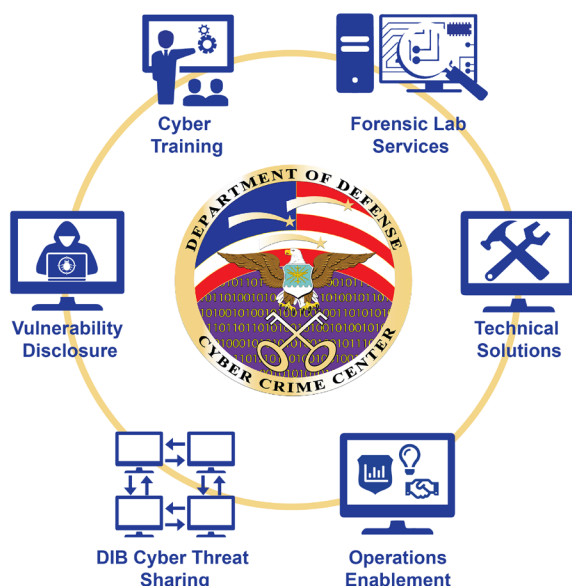 Cyber
Training
Forensic Lab
Services
DEPARTMENT OF DEFENSE
CYBER CRIME CENTER
Vulnerability
Disclosure
Technical
Solutions
DIB Cyber Threat
Sharing
Operations
Enablement